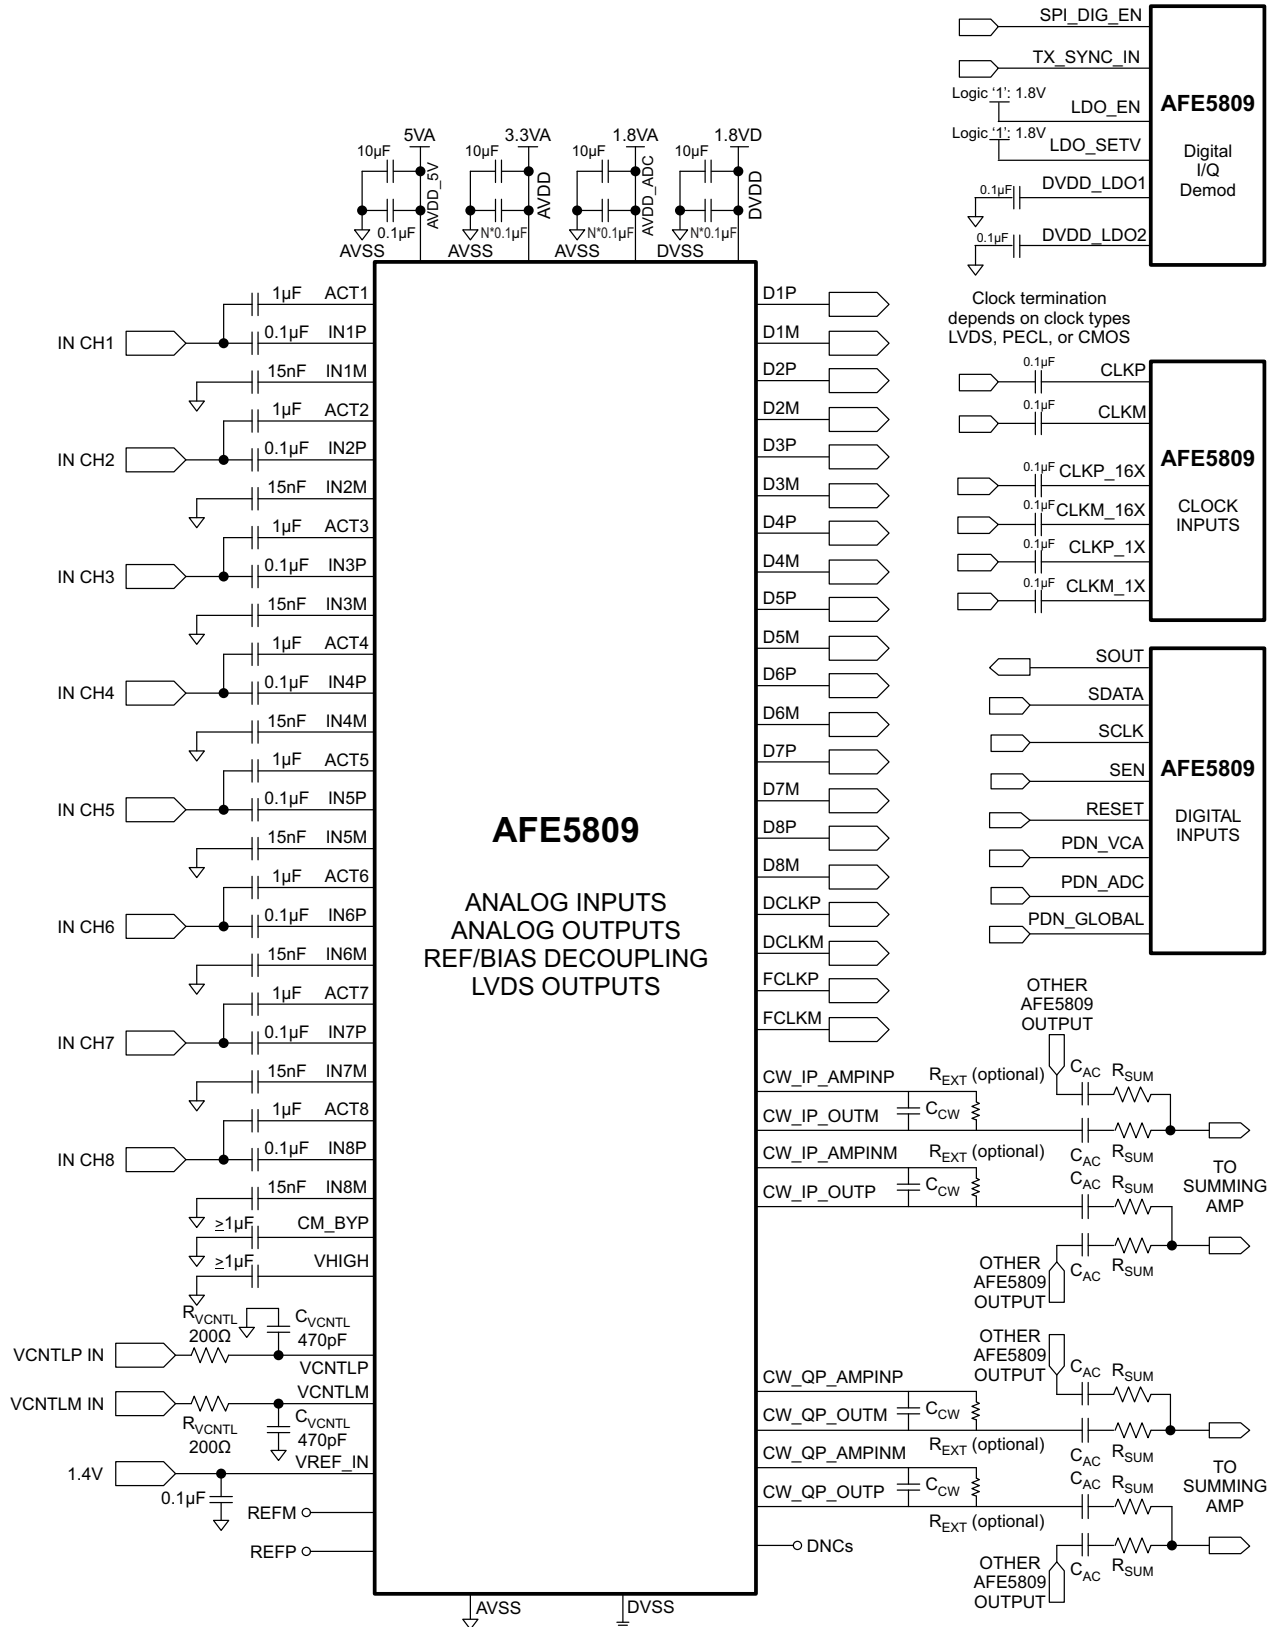 SPI_DIG_EN
TX_SYNC_IN
Logic ‘1’: 1.8V
LDO_EN
Logic ‘1’: 1.8V
LDO_SETV
0.1µF
DVDD_LDO1
0.1µF
DVDD_LDO2
AFE5809
Digital
I/Q
Demod
5VA
3.3VA
1.8VA
1.8VD
10µF
10µF
10µF
10µF
AVDD_5V
AVDD
AVDD_ADC
DVDD
0.1µF
N*0.1µF
N*0.1µF
N*0.1µF
AVSS
AVSS
AVSS
DVSS
1µF ACT1
IN CH1
0.1µF IN1P
15nF IN1M
1µF ACT2
IN CH2
0.1µF IN2P
15nF IN2M
1µF ACT3
IN CH3
0.1µF IN3P
15nF IN3M
1µF ACT4
IN CH4
0.1µF IN4P
15nF IN4M
1µF ACT5
IN CH5
0.1µF IN5P
15nF IN5M
1µF ACT6
IN CH6
0.1µF IN6P
15nF IN6M
1µF ACT7
IN CH7
0.1µF IN7P
15nF IN7M
1µF ACT8
IN CH8
0.1µF IN8P
15nF IN8M
≥1µF CM_BYP
≥1µF VHIGH
RVCNTL
200Ω
CVCNTL
470pF
VCNTLP IN
VCNTLP
VCNTLM IN
VCNTLM
RVCNTL
200Ω
CVCNTL
470pF
1.4V
VREF_IN
0.1µF
REFM
REFP
AFE5809
ANALOG INPUTS
ANALOG OUTPUTS
REF/BIAS DECOUPLING
LVDS OUTPUTS
AVSS
DVSS
D1P
D1M
D2P
D2M
D3P
D3M
D4P
D4M
D5P
D5M
D6P
D6M
D7P
D7M
D8P
D8M
DCLKP
DCLKM
FCLKP
FCLKM
Clock termination
depends on clock types
LVDS, PECL, or CMOS
0.1µF
CLKP
0.1µF
CLKM
0.1µF CLKP_16X
0.1µF CLKM_16X
0.1µF CLKP_1X
0.1µF CLKM_1X
AFE5809
CLOCK
INPUTS
SOUT
SDATA
SCLK
SEN
RESET
PDN_VCA
PDN_ADC
PDN_GLOBAL
AFE5809
DIGITAL
INPUTS
OTHER
AFE5809
OUTPUT
CAC RSUM
CW_IP_AMPINP
REXT (optional)
CCW
CW_IP_OUTM
CAC RSUM
CW_IP_AMPINM
REXT (optional)
CAC RSUM
CCW
CW_IP_OUTP
TO
SUMMING
AMP
OTHER
AFE5809
OUTPUT
CAC RSUM
OTHER
AFE5809
OUTPUT
CAC RSUM
CW_QP_AMPINP
CCW
CW_QP_OUTM
REXT (optional)
CAC RSUM
CW_QP_AMPINM
CAC RSUM
CCW
CW_QP_OUTP
REXT (optional)
TO
SUMMING
AMP
DNCs
OTHER
AFE5809
OUTPUT
CAC RSUM